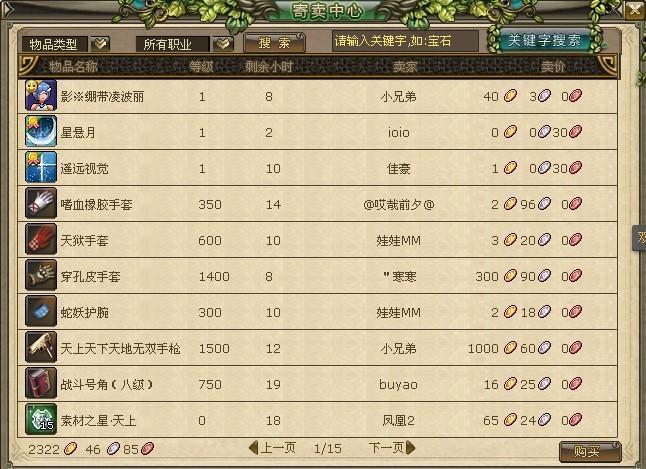 寄卖中心
物品类型 所有职业 搜索 请输入关键字,如:宝石 关键字搜索
物品名称 等级 剩余小时 卖家 卖价
影※绷带凌波丽 1 8 小兄弟 40 3 0
星悬月 1 2 ioio 0 0 30
遥远视觉 1 10 佳豪 1 0 30
嗜血橡胶手套 350 14 @哎哉前夕@ 2 96 0
天狱手套 600 10 娃娃MM 3 20 0
穿孔皮手套 1400 8 "寒寒 300 90 0
蛇妖护腕 300 10 娃娃MM 2 18 0
天上天下天地无双手枪 1500 12 小兄弟 1000 60 0
战斗号角(八级) 750 19 buyao 16 25 0
15 素材之星·天上 0 18 凤凰2 65 24 0
2322 46 85 上一页 1/15 下一页 购买